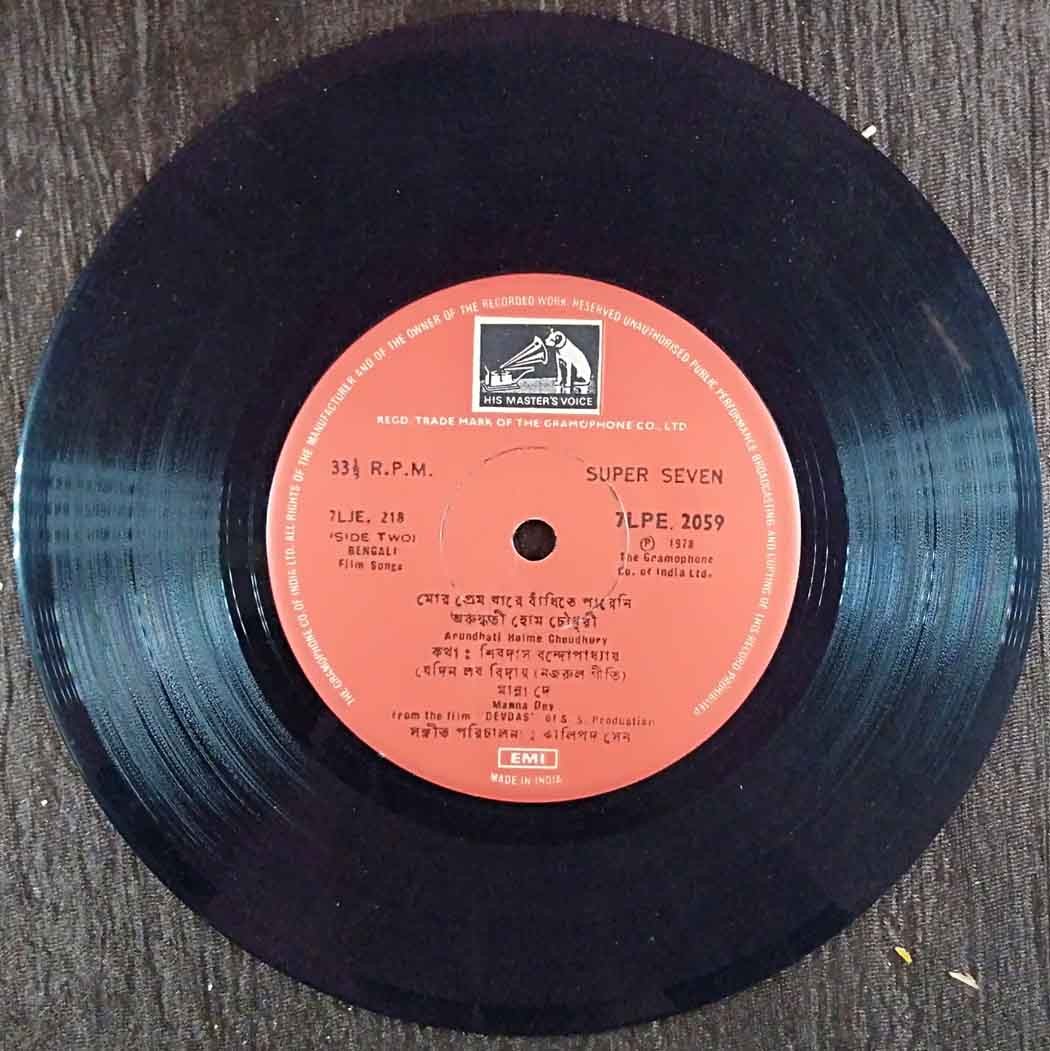 THE GRAMOPHONE CO OF INDIA LTD. ALL RIGHTS OF THE MANUFACTURER AND OF THE OWNER OF THE RECORDED WORK RESERVED UNAUTHORISED PUBLIC PERFORMANCE BROADCASTING AND COPYING OF THIS RECORD PROHIBITED
HIS MASTER'S VOICE
REGD. TRADE MARK OF THE GRAMOPHONE CO., LTD.
33⅓ R.P.M.
SUPER SEVEN
7LJE. 218
7LPE. 2059
(SIDE TWO)
Ⓟ 1978
BENGALI
The Gramophone
Film Songs
Co. of India Ltd.
মোর প্রেম যারে বাঁধিতে পারেনি
অরুন্ধতী হোম চৌধুরী
Arundhati Holme Choudhury
কথা : শিবদাস বন্দোপাধ্যায়
যেদিন লব বিদায় (নজরুল গীতি)
মান্না দে
Manna Dey
From the film "DEVDAS" of S. S. Production
সঙ্গীত পরিচালনা : কালিপদ সেন
EMI
MADE IN INDIA